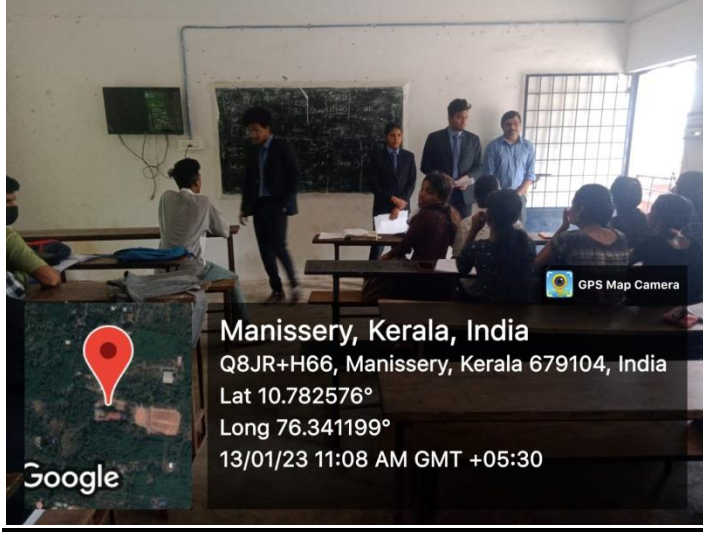 GPS Map Camera
Manissery, Kerala, India
Q8JR+H66, Manissery, Kerala 679104, India
Lat 10.782576°
Long 76.341199°
13/01/23 11:08 AM GMT +05:30
Google